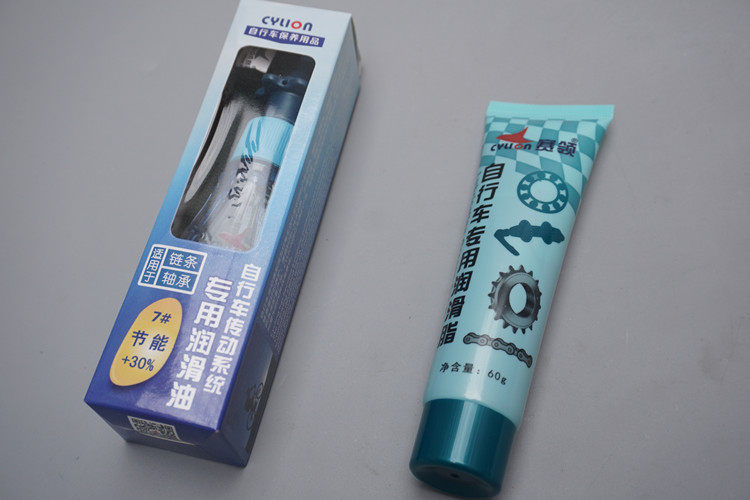 CYLION
自行车保养用品
适用于
链条
轴承
自行车传动系统
专用润滑油
7#
节能
+30%
CYLION 赛领
自行车专用润滑脂
净含量：60g